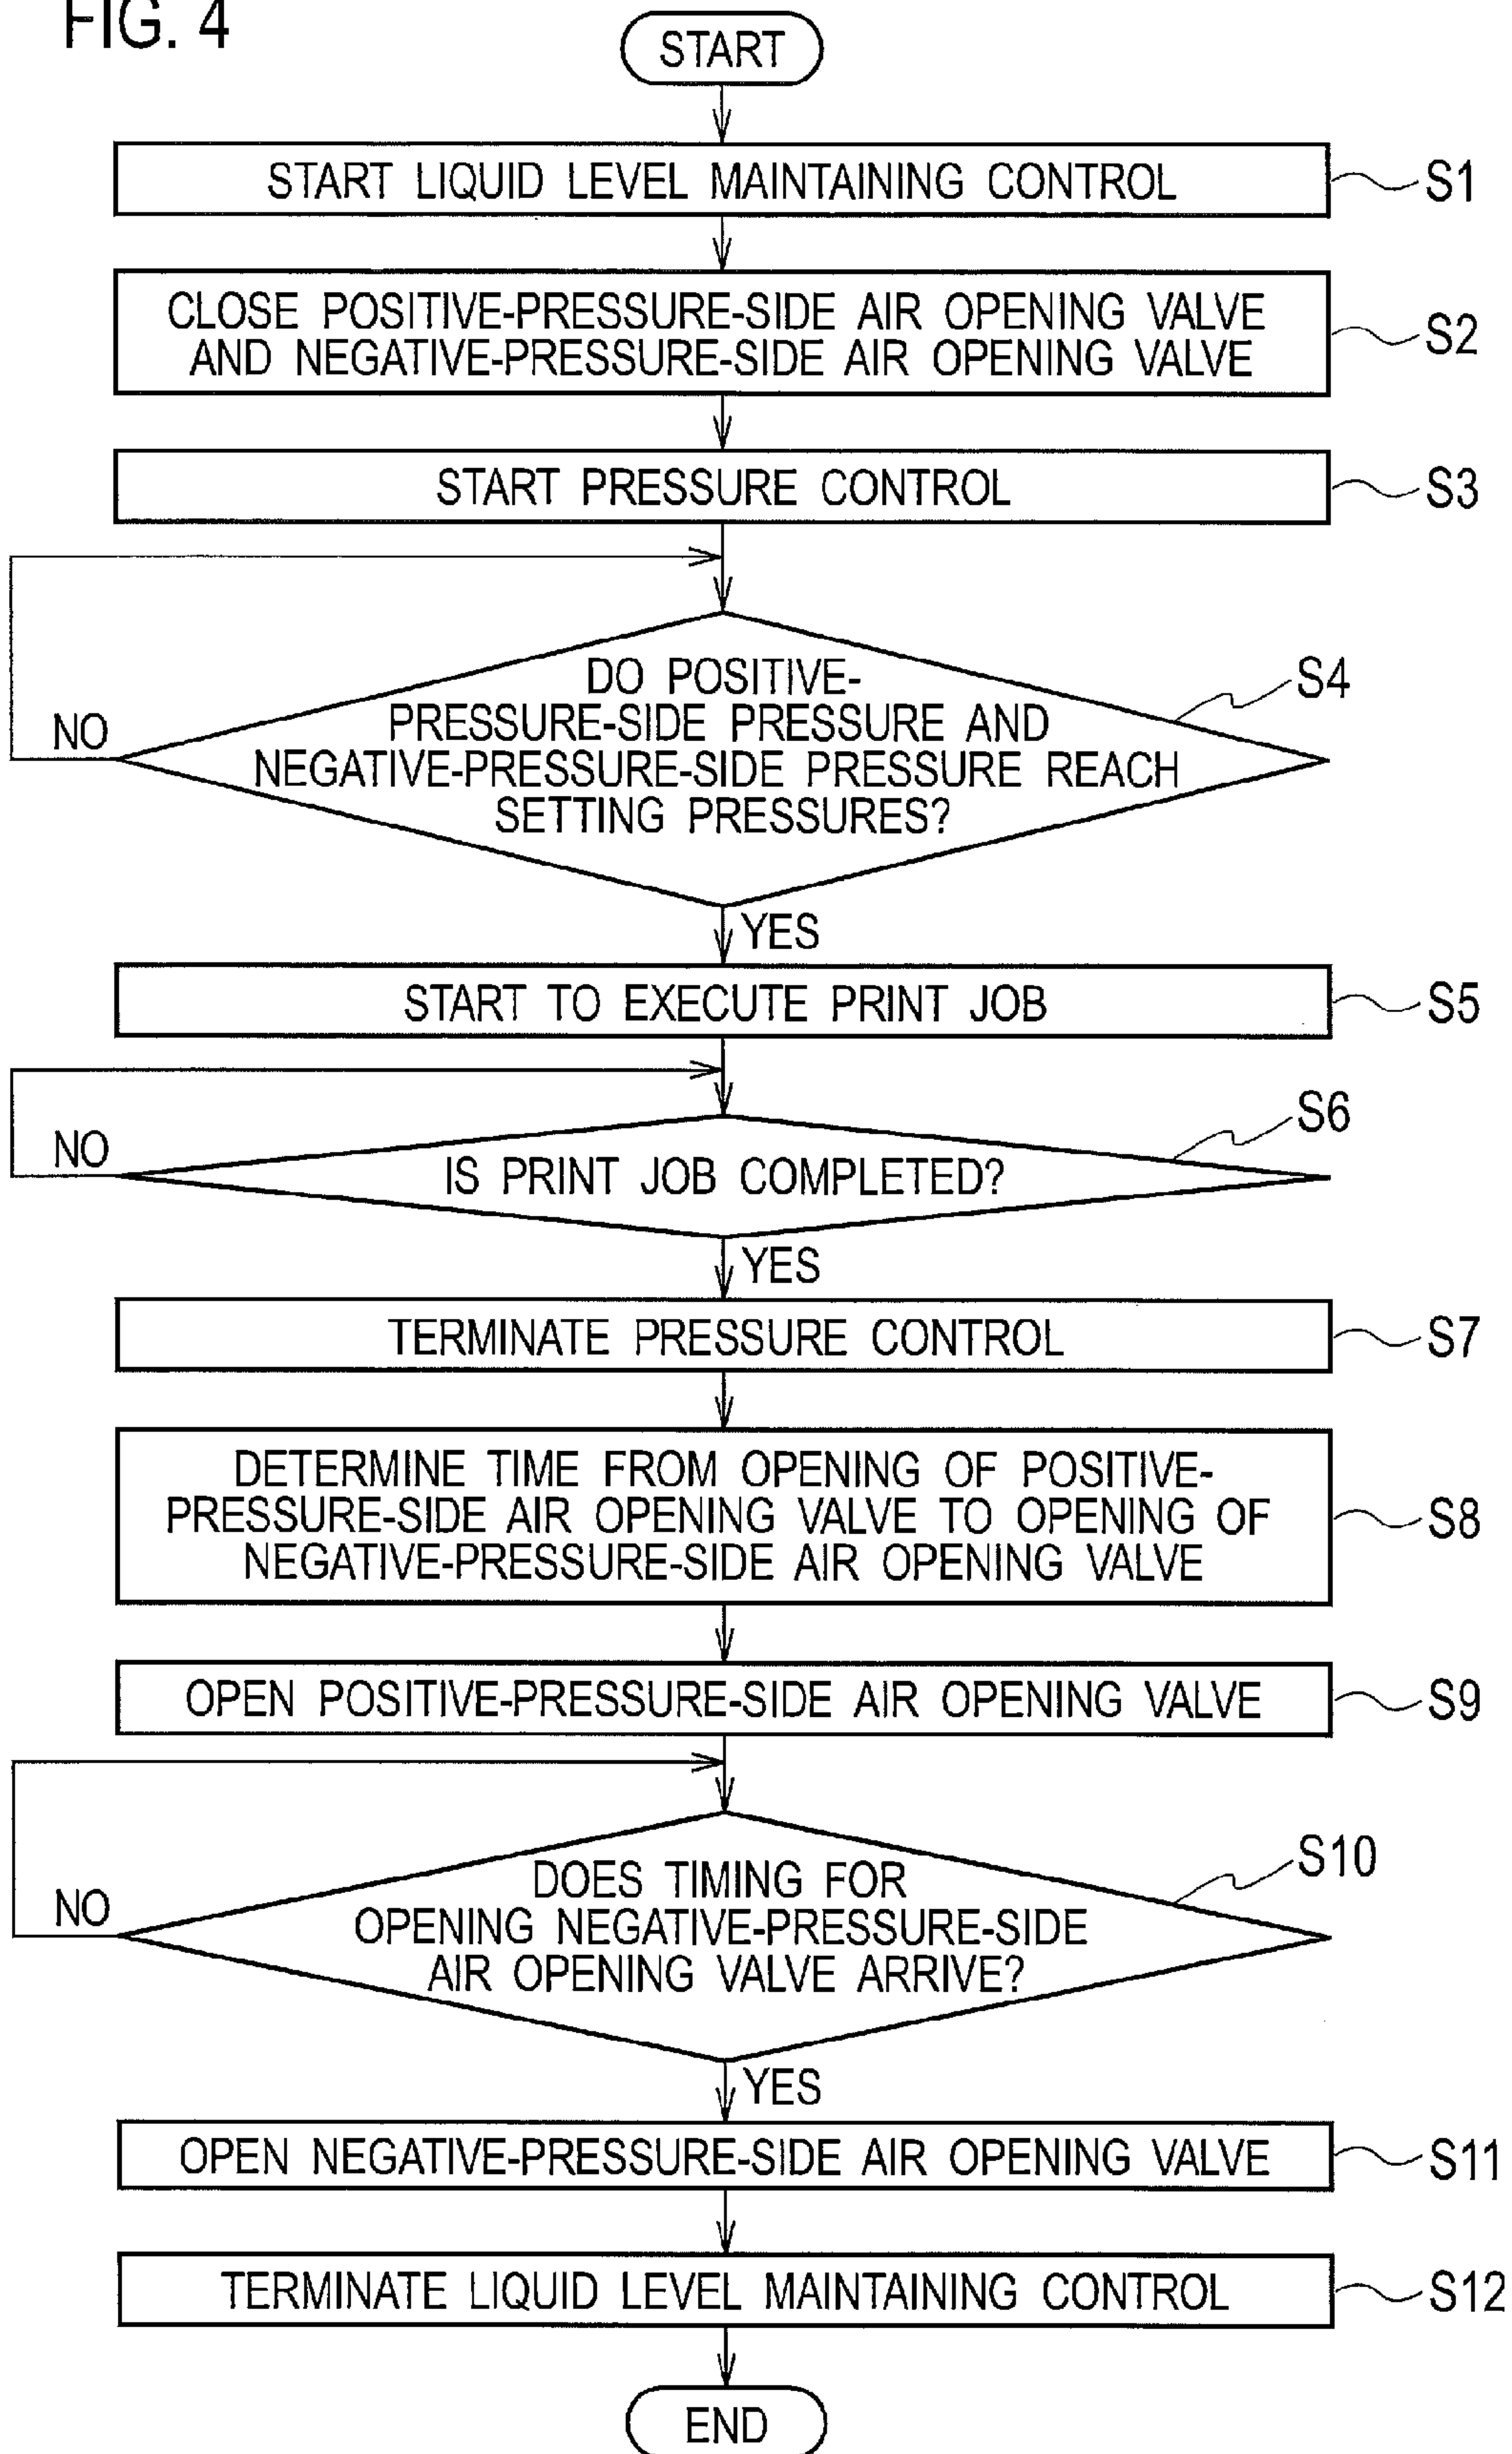 FIG. 4
START
START LIQUID LEVEL MAINTAINING CONTROL
S1
CLOSE POSITIVE-PRESSURE-SIDE AIR OPENING VALVE
AND NEGATIVE-PRESSURE-SIDE AIR OPENING VALVE
S2
START PRESSURE CONTROL
S3
DO POSITIVE-
PRESSURE-SIDE PRESSURE AND
NEGATIVE-PRESSURE-SIDE PRESSURE REACH
SETTING PRESSURES?
S4
NO
YES
START TO EXECUTE PRINT JOB
S5
IS PRINT JOB COMPLETED?
S6
NO
YES
TERMINATE PRESSURE CONTROL
S7
DETERMINE TIME FROM OPENING OF POSITIVE-
PRESSURE-SIDE AIR OPENING VALVE TO OPENING OF
NEGATIVE-PRESSURE-SIDE AIR OPENING VALVE
S8
OPEN POSITIVE-PRESSURE-SIDE AIR OPENING VALVE
S9
DOES TIMING FOR
OPENING NEGATIVE-PRESSURE-SIDE
AIR OPENING VALVE ARRIVE?
S10
NO
YES
OPEN NEGATIVE-PRESSURE-SIDE AIR OPENING VALVE
S11
TERMINATE LIQUID LEVEL MAINTAINING CONTROL
S12
END